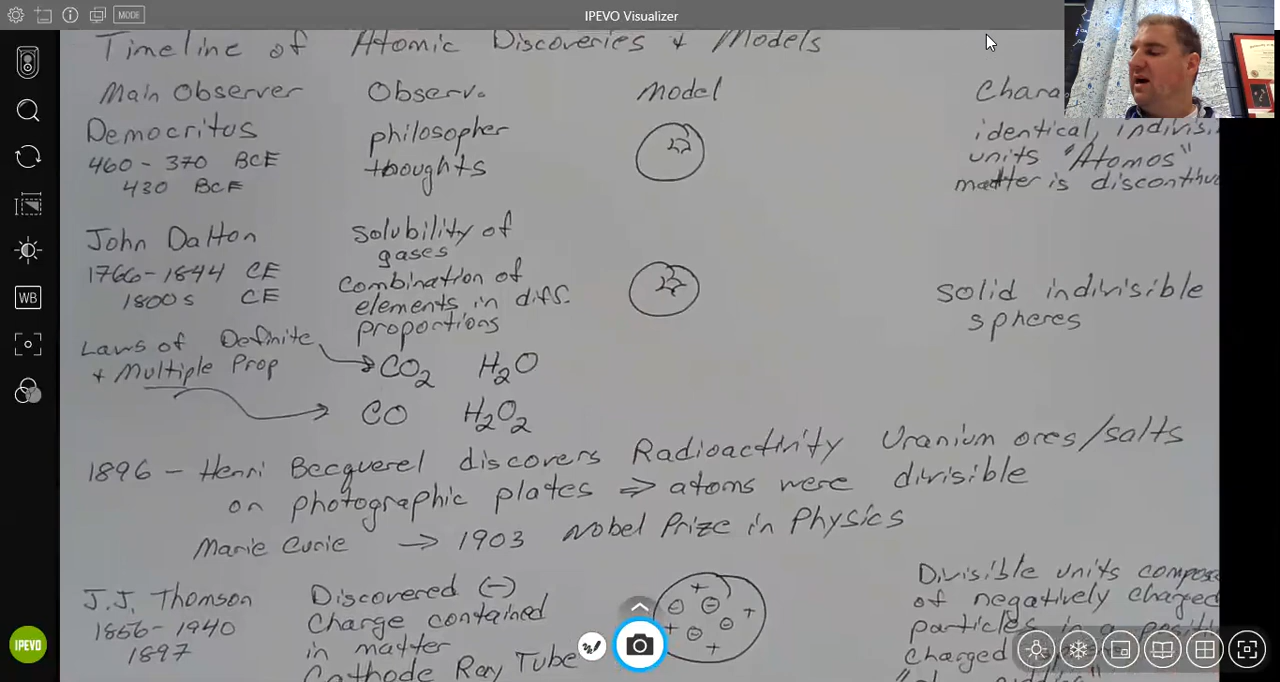 MODE
IPEVO Visualizer
Timeline of Atomic Discoveries + Models
Main Observer Observ. Model Chara
Democritus
460 - 370 BCE
430 BCE
philosopher
thoughts
identical, indivisi
units "Atomos"
matter is discontinu
John Dalton
1766-1844 CE
1800s CE
solubility of
gases
combination of
elements in diff.
proportions
solid indivisible
spheres
Laws of Definite
+ Multiple Prop
CO2 H2O
CO H2O2
1896 - Henri Becquerel discovers Radioactivity Uranium ores/salts
on photographic plates ⇒ atoms were divisible
Marie Curie → 1903 Nobel Prize in Physics
J.J. Thomson
1856-1940
1897
Discovered (-)
Charge contained
in matter
Cathode Ray Tube
Divisible units compose
of negatively charged
particles in a positi
charged
WB
IPEVO